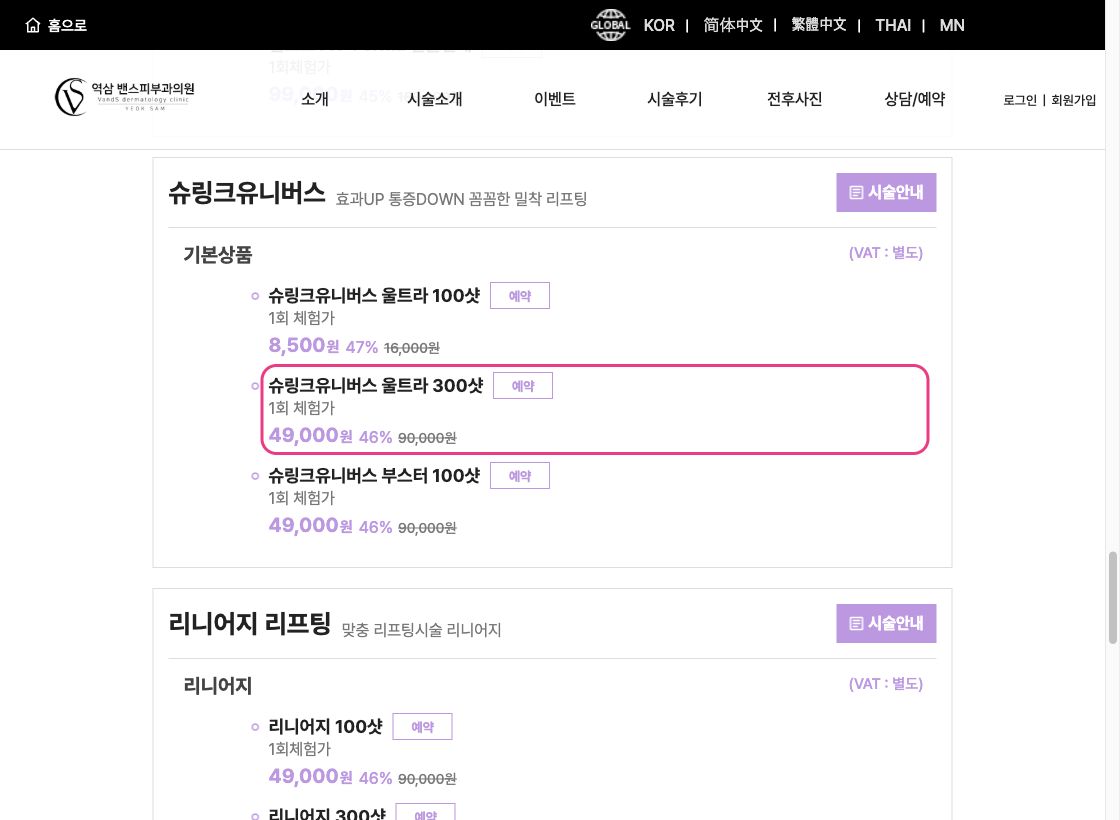 홈으로
GLOBAL KOR | 简体中文 | 繁體中文 | THAI | MN
역삼 밴스피부과의원
VandS dermatology clinic
YEOK SAM
소개 시술소개 이벤트 시술후기 전후사진 상담/예약 로그인 | 회원가입
1회체험가
99,000원 45%
슈링크유니버스 효과UP 통증DOWN 꼼꼼한 밀착 리프팅 시술안내
기본상품 (VAT : 별도)
슈링크유니버스 울트라 100샷 예약
1회 체험가
8,500원 47% 16,000원
슈링크유니버스 울트라 300샷 예약
1회 체험가
49,000원 46% 90,000원
슈링크유니버스 부스터 100샷 예약
1회 체험가
49,000원 46% 90,000원
리니어지 리프팅 맞춤 리프팅시술 리니어지 시술안내
리니어지 (VAT : 별도)
리니어지 100샷 예약
1회체험가
49,000원 46% 90,000원
리니어지 300샷 예약